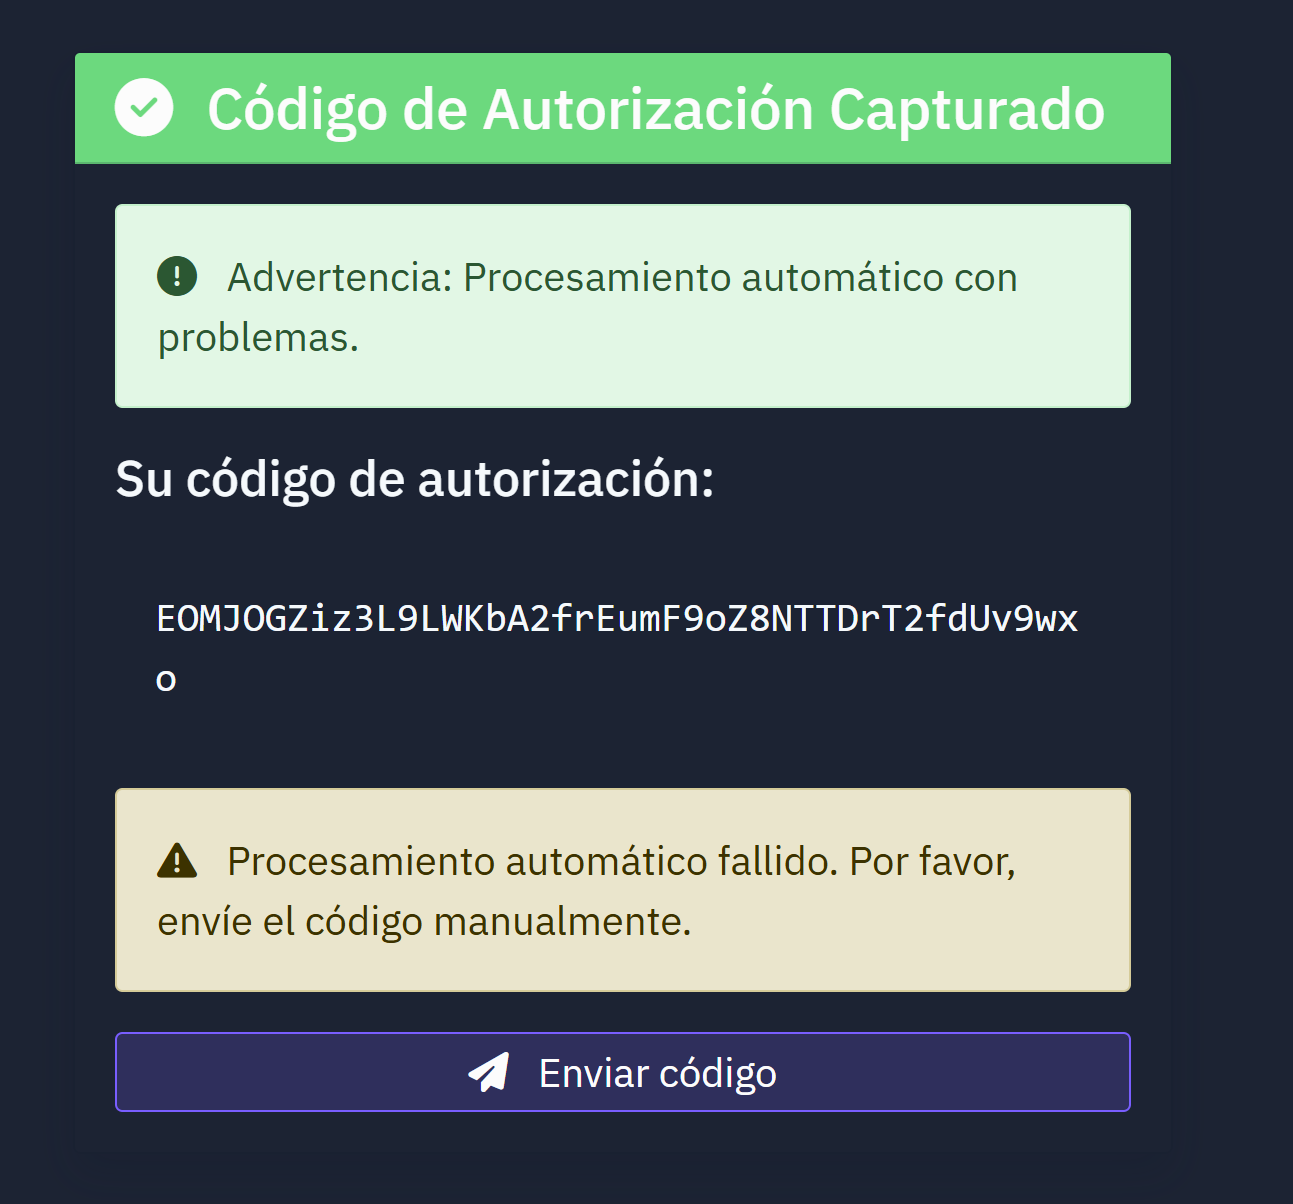 Código de Autorización Capturado
Advertencia: Procesamiento automático con
problemas.
Su código de autorización:
EOMJOGZiz3L9LWKbA2frEumF9oZ8NTTDrT2fdUv9wx
o
Procesamiento automático fallido. Por favor,
envíe el código manualmente.
Enviar código